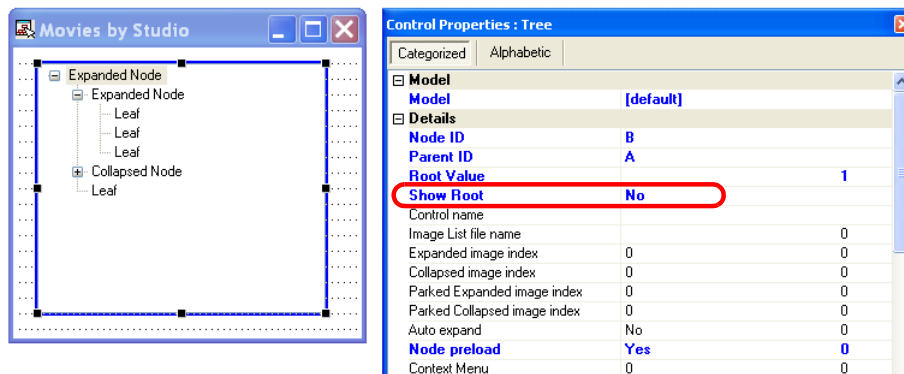 Movies by Studio
Expanded Node
Expanded Node
Leaf
Leaf
Leaf
Collapsed Node
Leaf
Control Properties : Tree
Categorized Alphabetic
Model
Model [default]
Details
Node ID B
Parent ID A
Root Value 1
Show Root No
Control name
Image List file name 0
Expanded image index 0 0
Collapsed image index 0 0
Parked Expanded image index 0 0
Parked Collapsed image index 0 0
Auto expand No 0
Node preload Yes 0
Context Menu 0 0